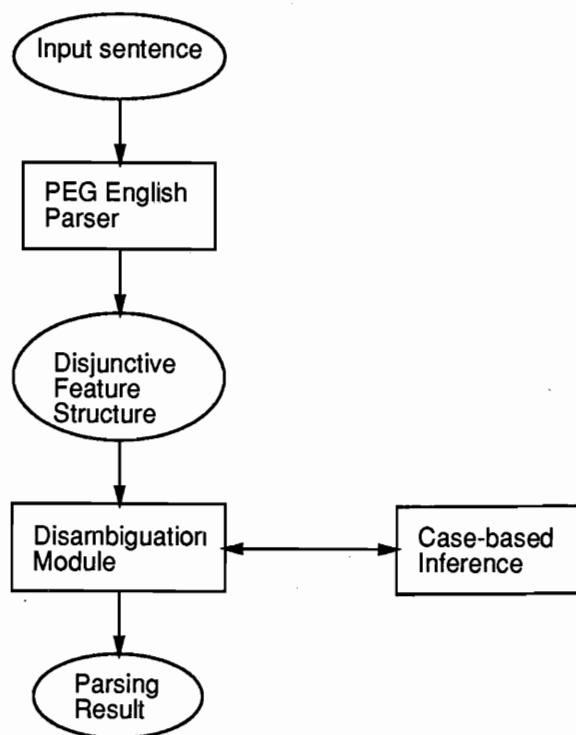 Input sentence
PEG English
Parser
Disjunctive
Feature
Structure
Disambiguation
Module
Case-based
Inference
Parsing
Result